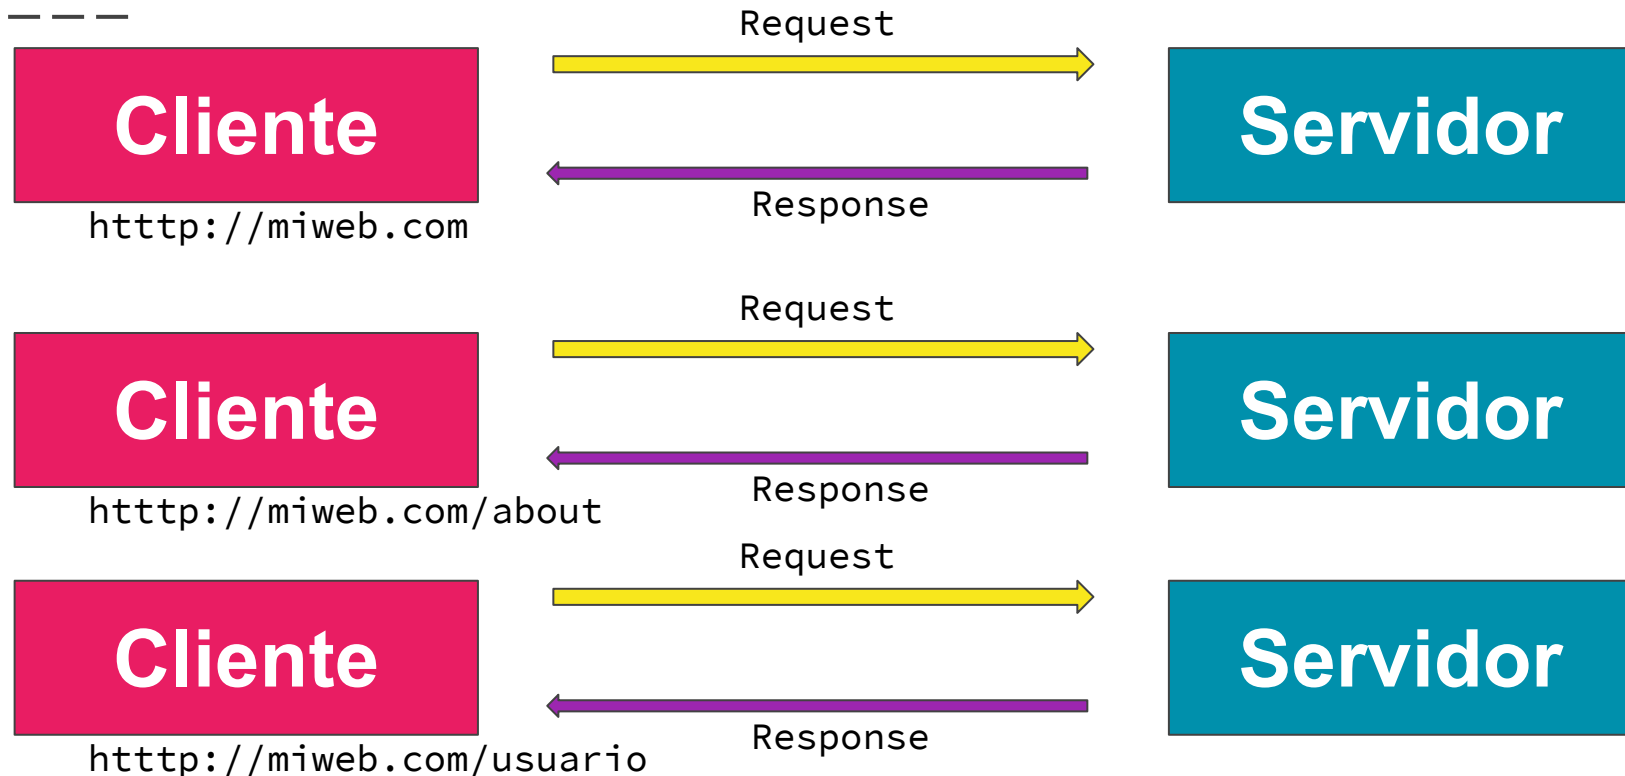 Request
Cliente
Servidor
Response
htttp://miweb.com
Request
Cliente
Servidor
Response
htttp://miweb.com/about
Request
Cliente
Servidor
Response
htttp://miweb.com/usuario